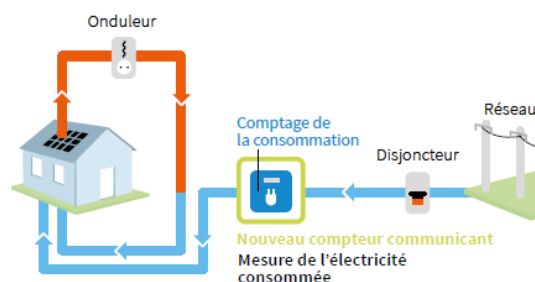 Onduleur
Réseau
Comptage de
la consommation
Disjoncteur
Nouveau compteur communicant
Mesure de l'électricité
consommée